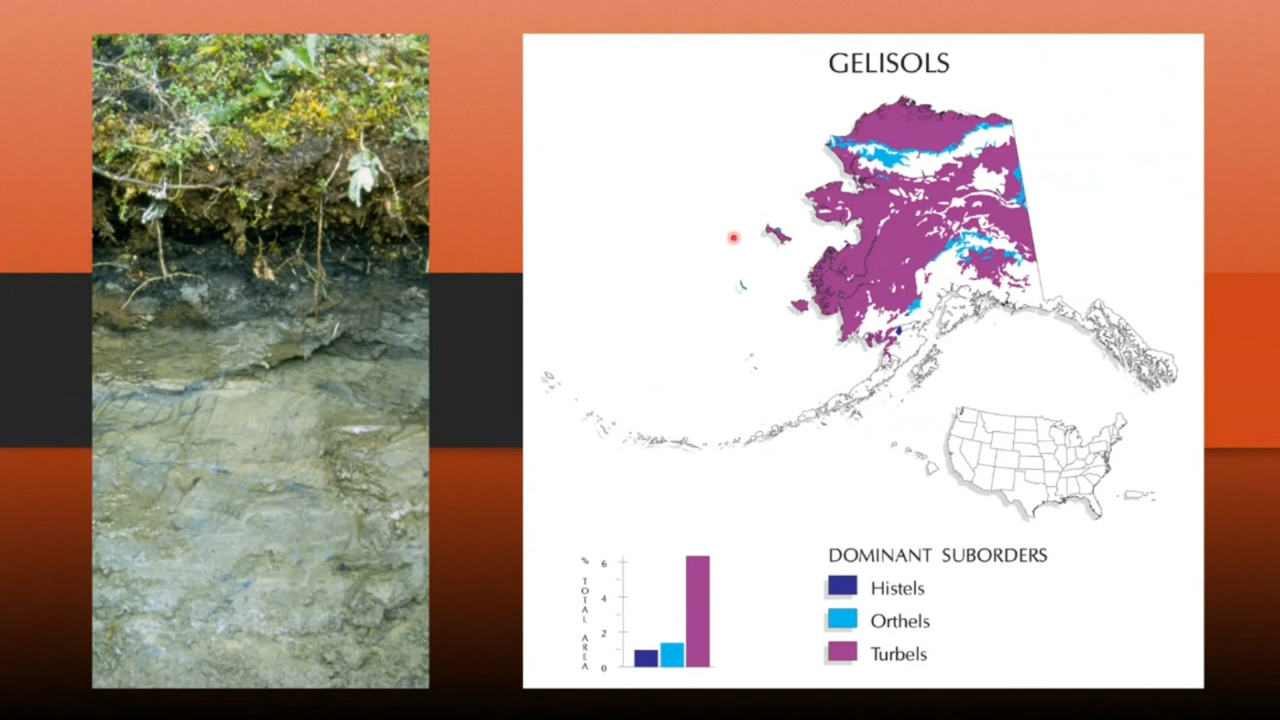 GELISOLS
% TOTAL AREA
6
4
2
0
DOMINANT SUBORDERS
Histels
Orthels
Turbels